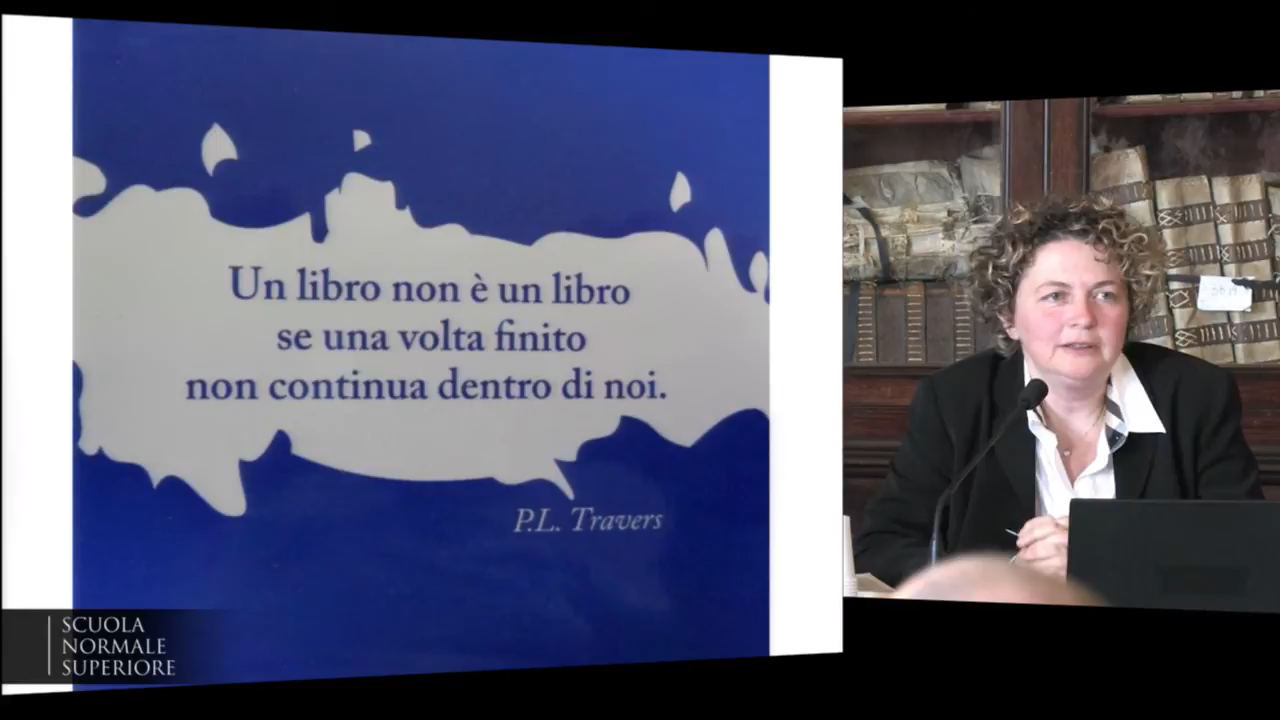 Un libro non è un libro
se una volta finito
non continua dentro di noi.
P.L. Travers
SCUOLA
NORMALE
SUPERIORE